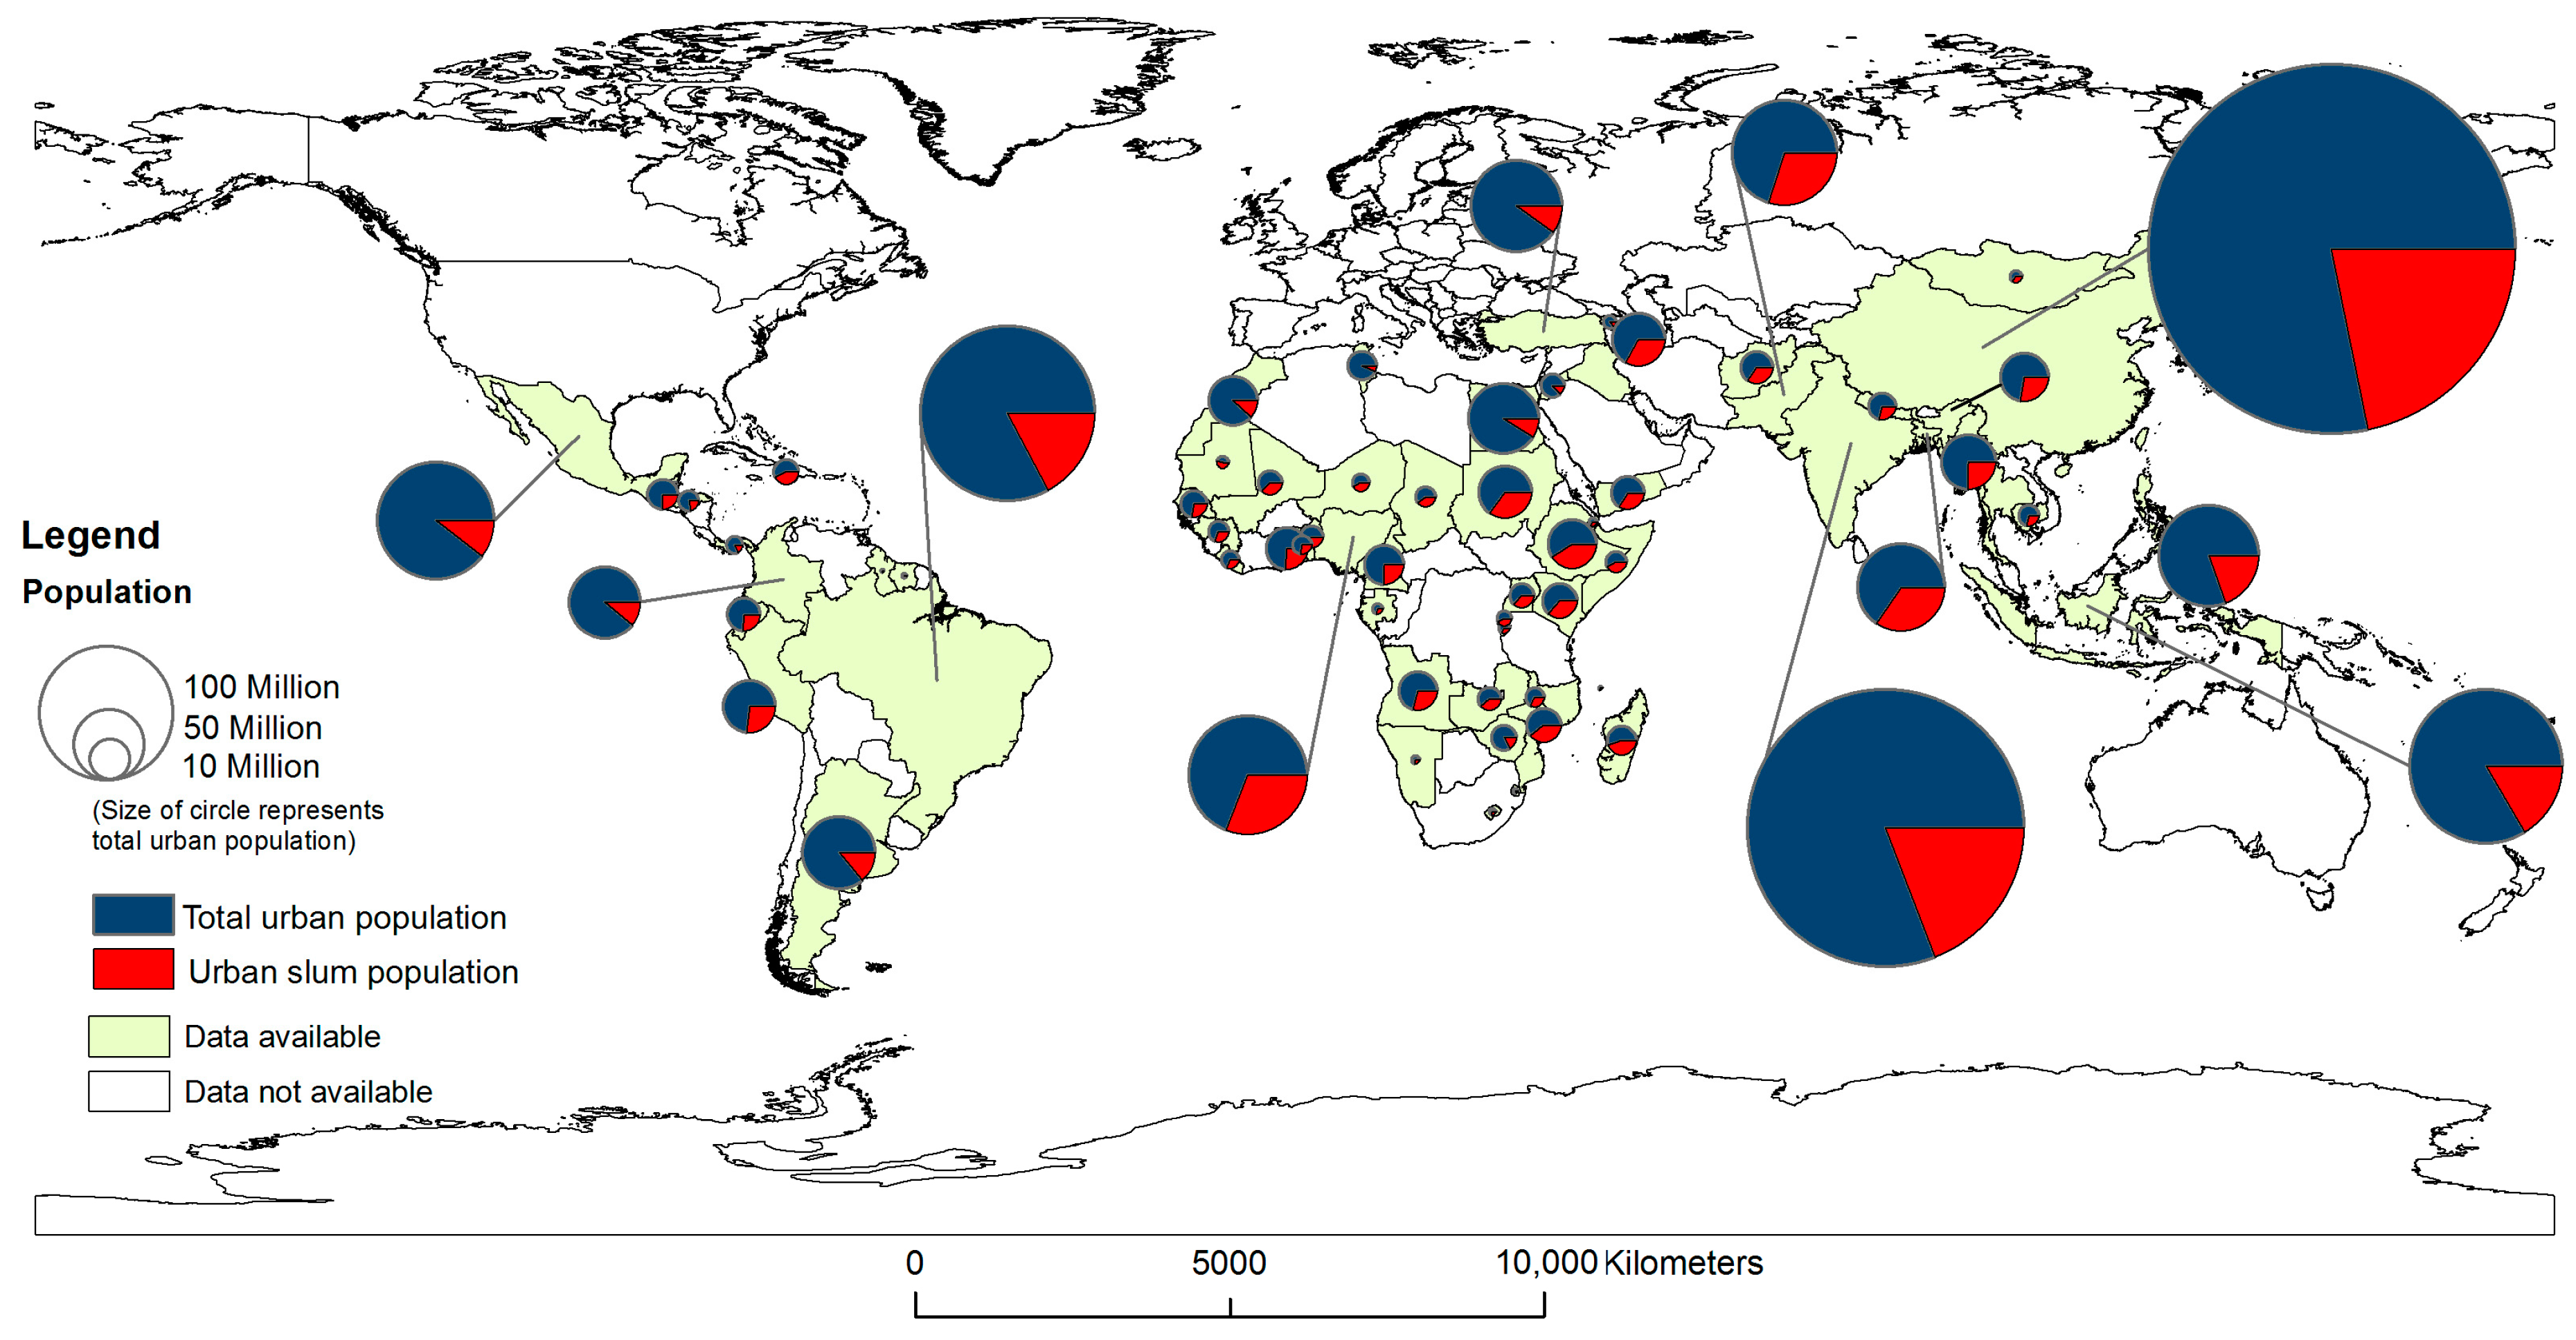 Legend
Population
100 Million
50 Million
10 Million
(Size of circle represents
total urban population)
Total urban population
Urban slum population
Data available
Data not available
0 5000 10,000 Kilometers